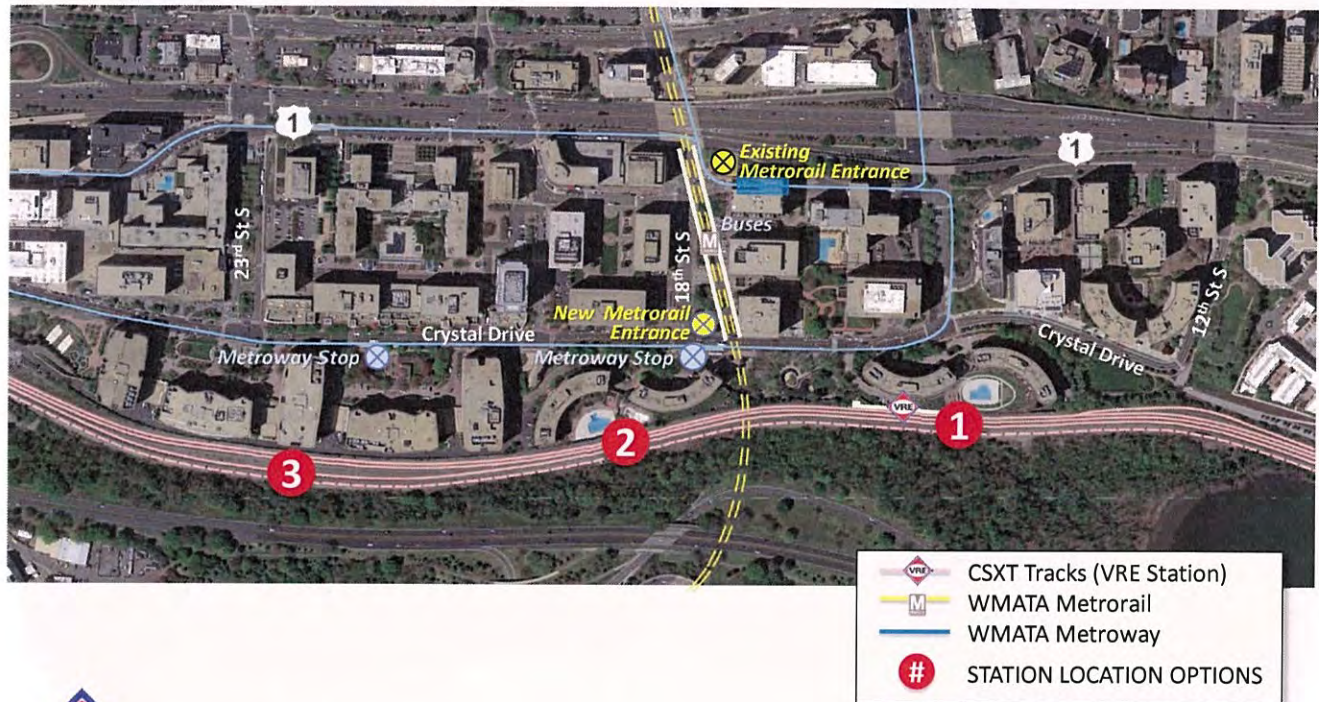 1
1
Existing
Metrorail Entrance
Buses
M
23rd St S
18th St S
12th St S
New Metrorail
Entrance
Crystal Drive
Crystal Drive
Metroway Stop
Metroway Stop
VRE
1
2
3
VRE CSXT Tracks (VRE Station)
M WMATA Metrorail
WMATA Metroway
# STATION LOCATION OPTIONS